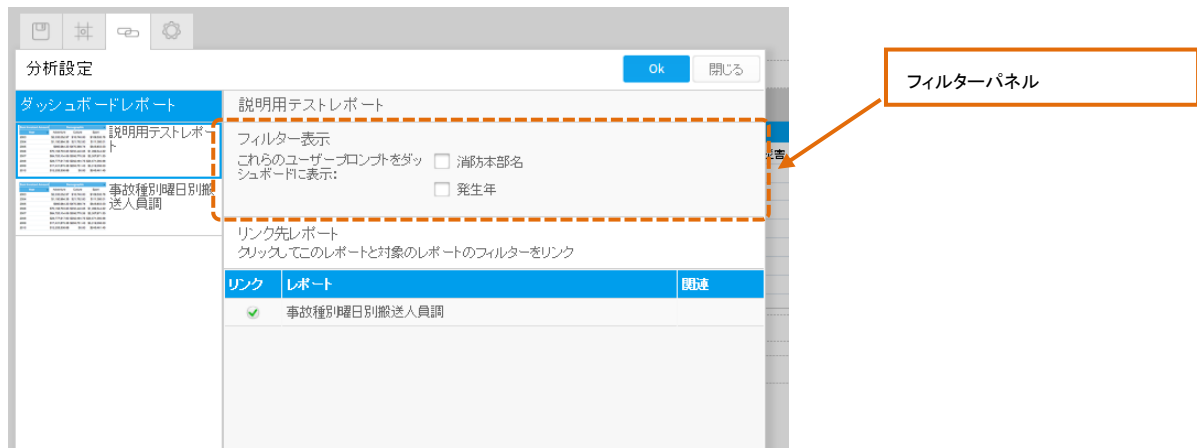 分析設定
Ok
閉じる
フィルターパネル
ダッシュボードレポート
説明用テストレポー
ト
事故種別曜日別搬
送人員調
説明用テストレポート
フィルター表示
これらのユーザープロンプトをダッ
シュボードに表示:
消防本部名
発生年
リンク先レポート
クリックしてこのレポートと対象のレポートのフィルターをリンク
リンク
レポート
関連
事故種別曜日別搬送人員調
災害